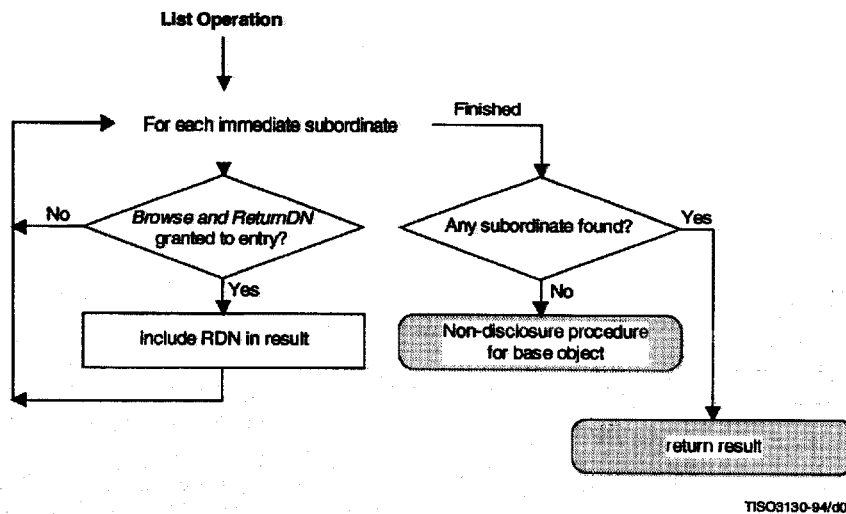 List Operation
For each immediate subordinate
Finished
Browse and ReturnDN
granted to entry?
No
Yes
include RDN in result
Any subordinate found?
Yes
No
Non-disclosure procedure
for base object
return result
TISO3130-94/d0